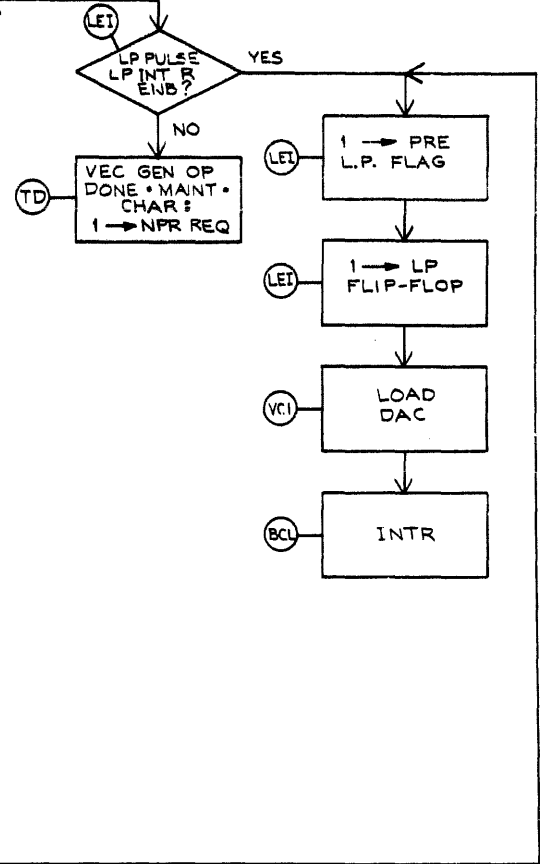 LEI
LP PULSE
LP INT R
ENB?
YES
NO
LEI
1 → PRE
L.P. FLAG
TD
VEC GEN OP
DONE • MAINT •
CHAR:
1 → NPR REQ
LEI
1 → LP
FLIP-FLOP
VC1
LOAD
DAC
BCL
INTR